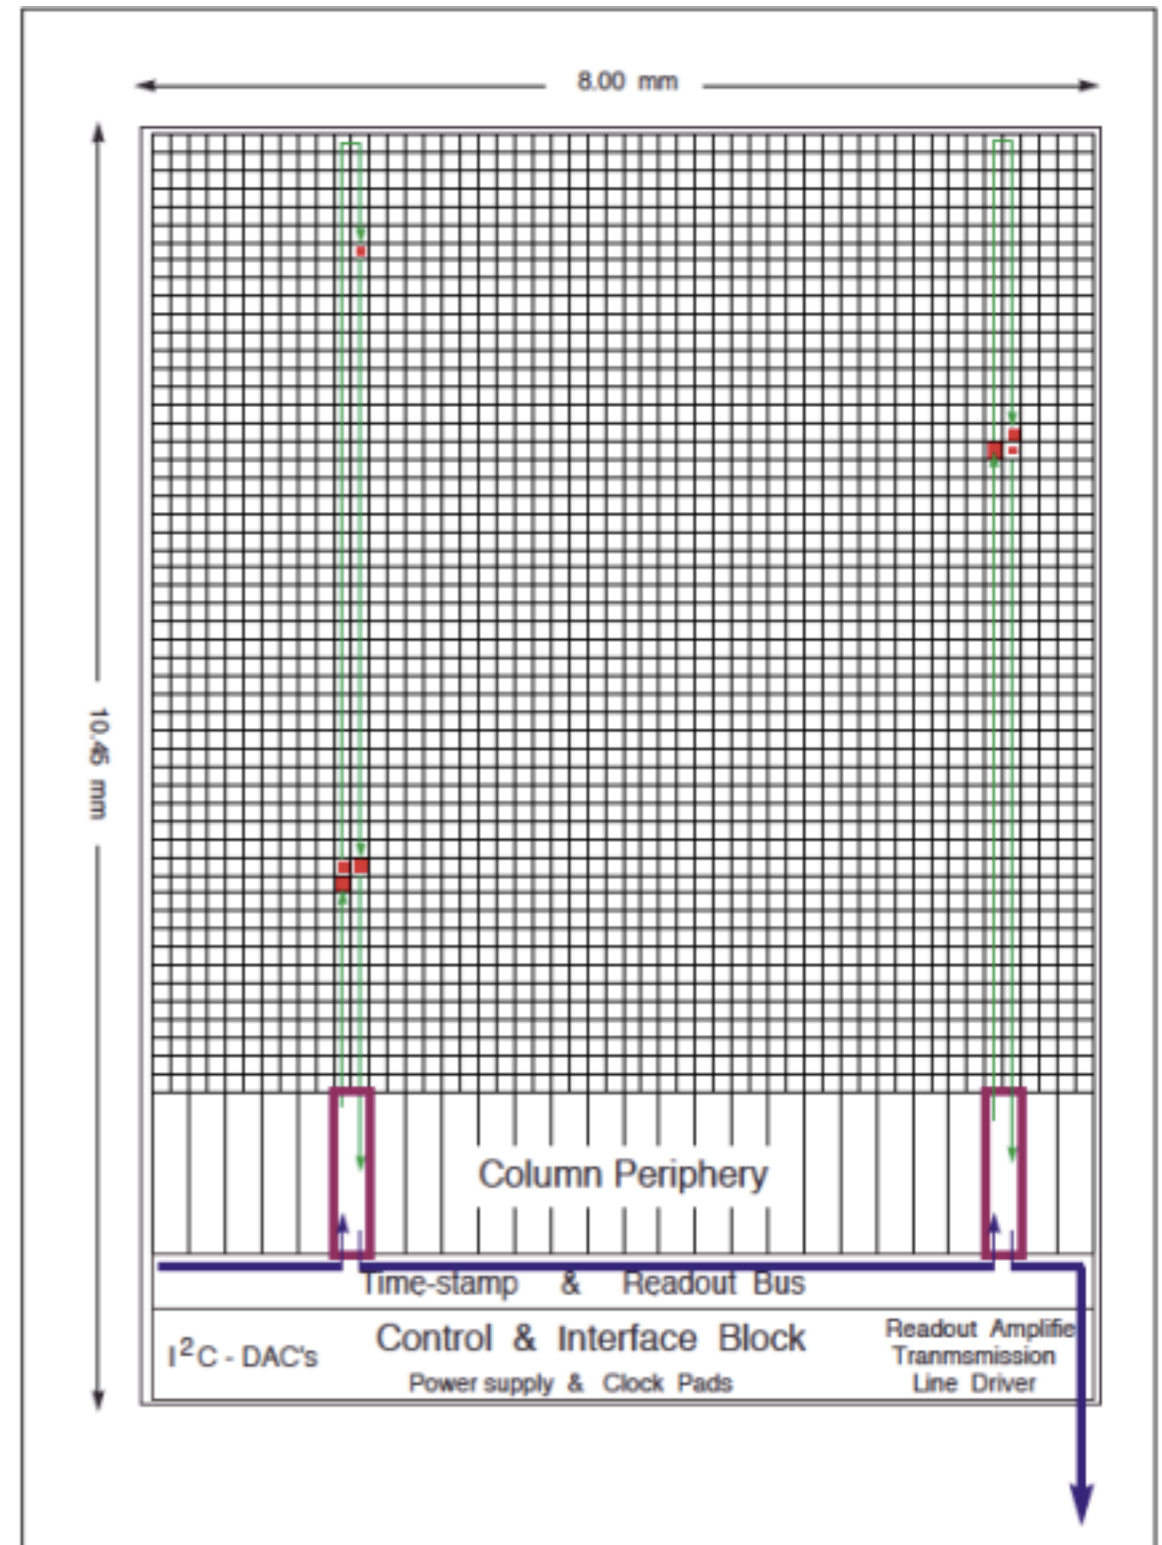 8.00 mm
10.45 mm
Column Periphery
Time-stamp & Readout Bus
I2C - DAC's
Control & Interface Block
Power supply & Clock Pads
Readout Amplifie
Tranmsmission
Line Driver